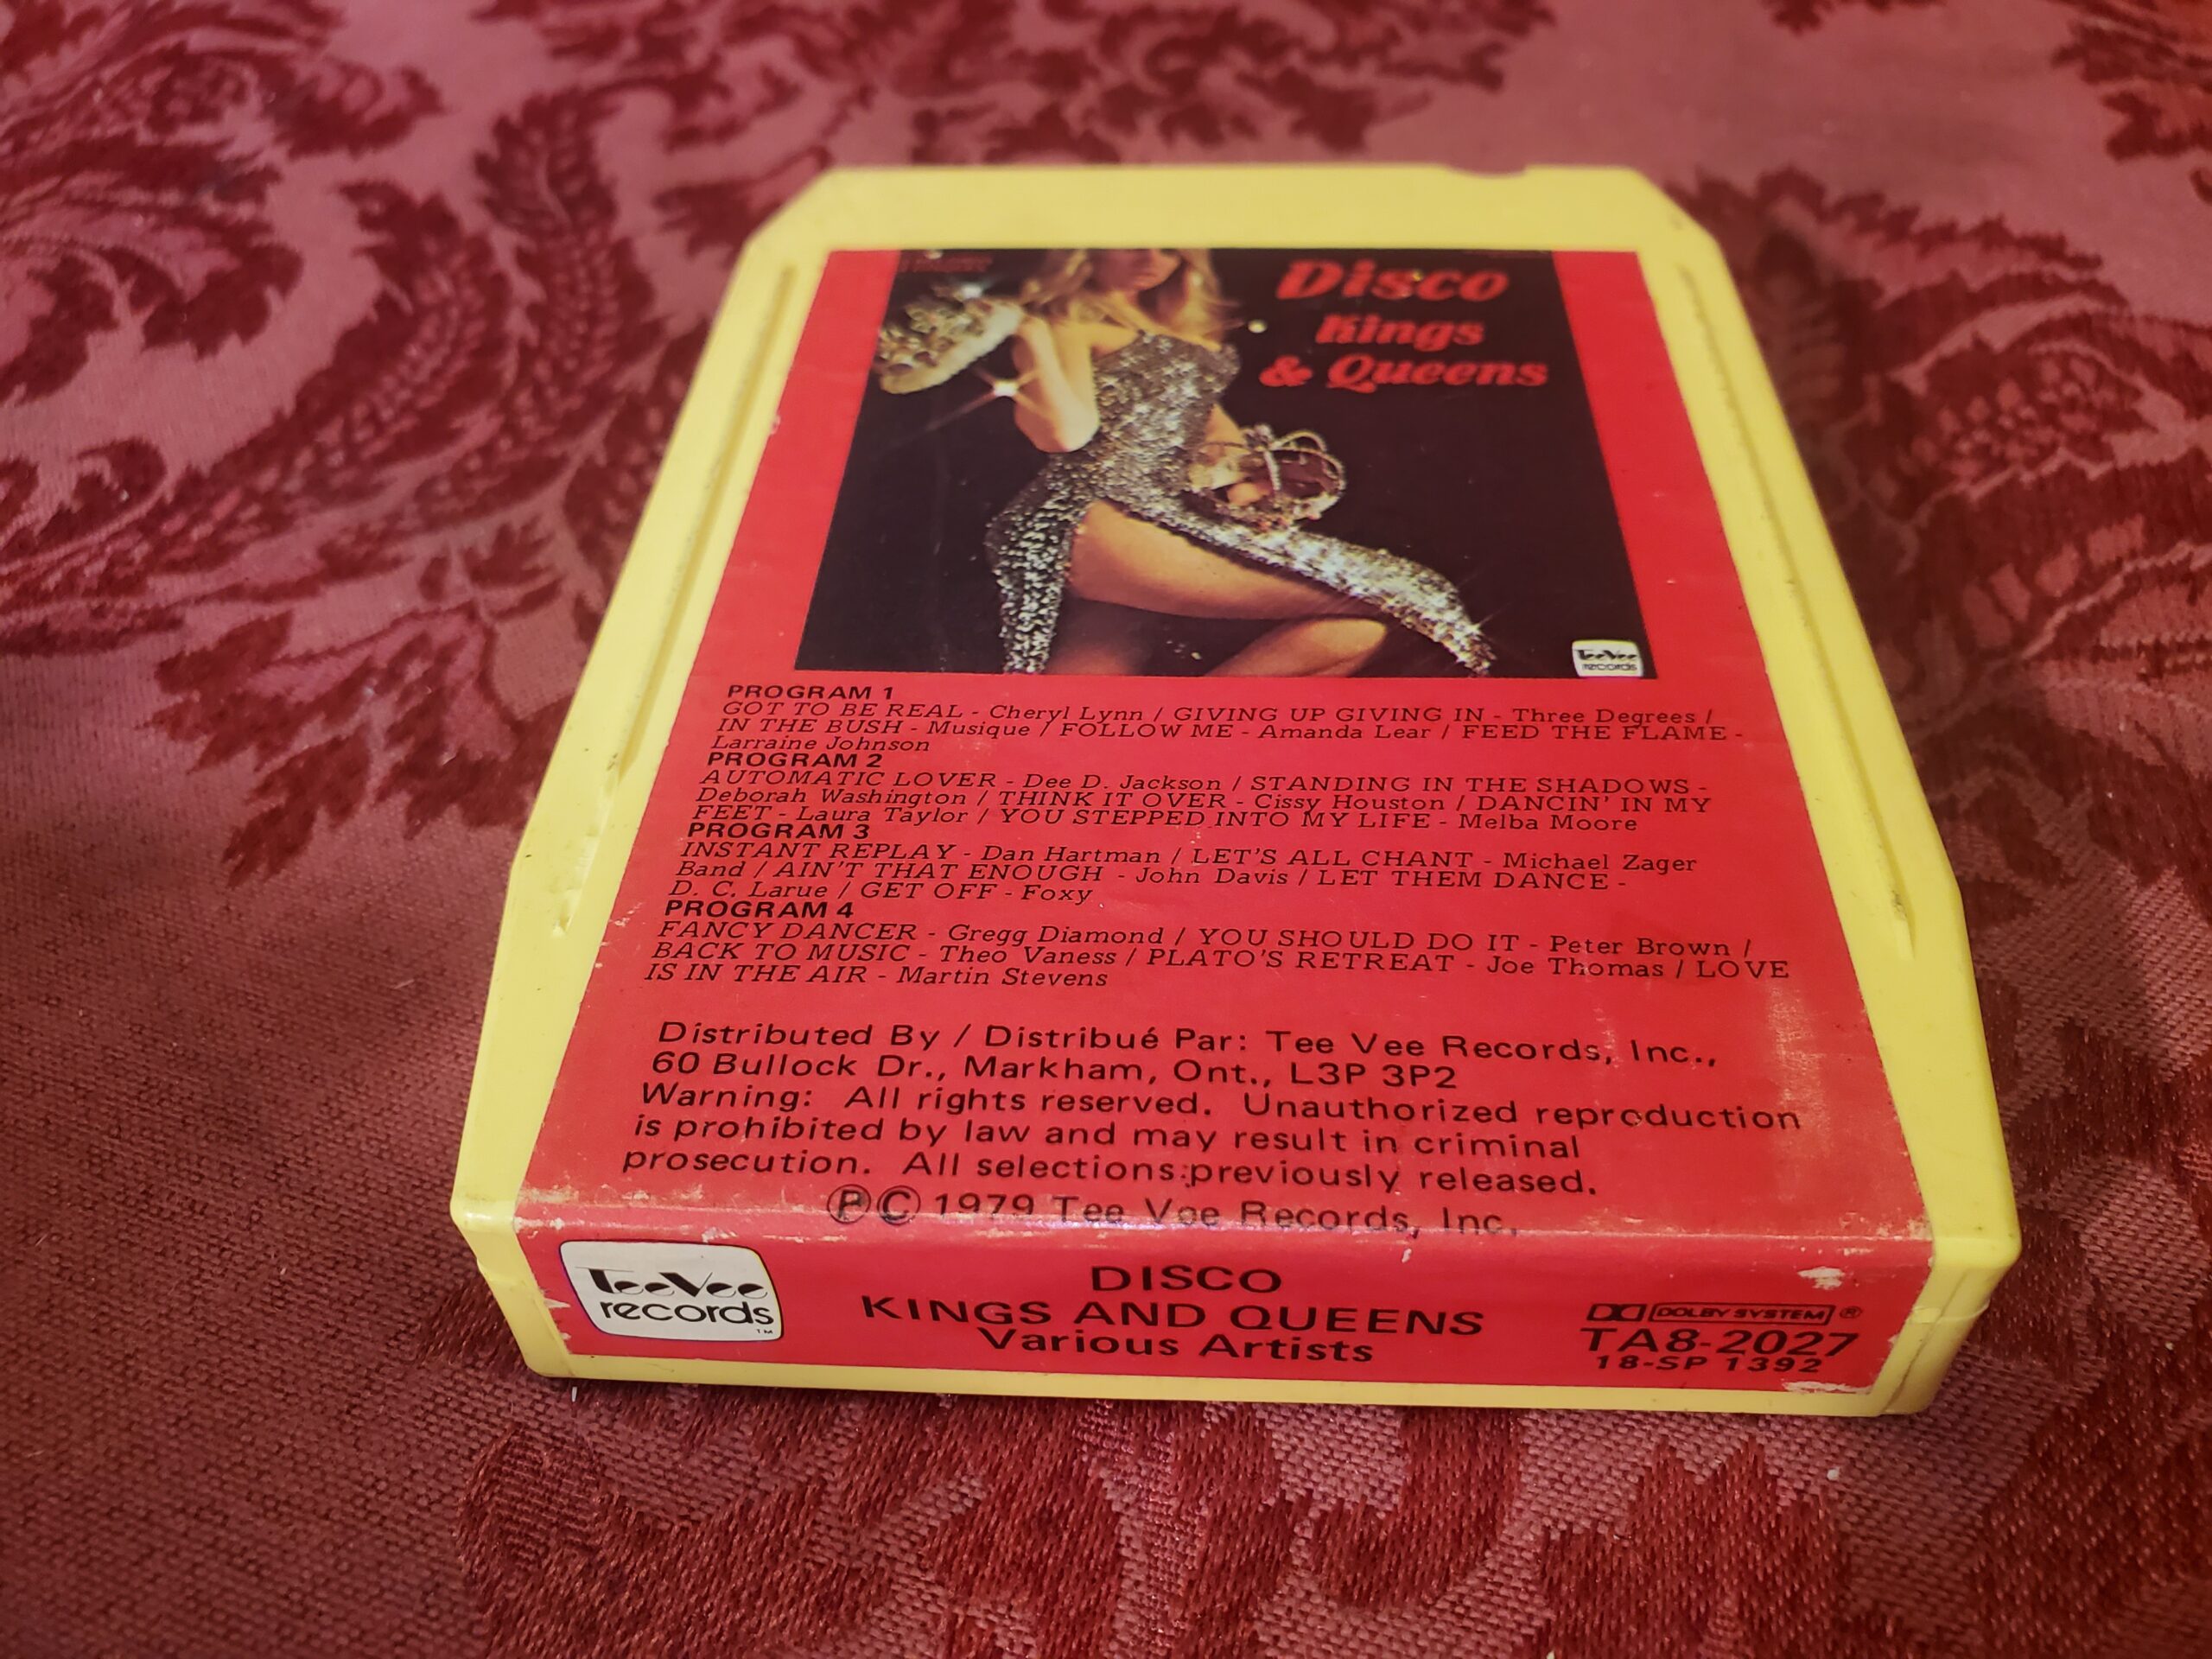 Disco
Kings
& Queens
TeeVee
records
PROGRAM 1
GOT TO BE REAL - Cheryl Lynn / GIVING UP GIVING IN - Three Degrees /
IN THE BUSH - Musique / FOLLOW ME - Amanda Lear / FEED THE FLAME -
Larraine Johnson
PROGRAM 2
AUTOMATIC LOVER - Dee D. Jackson / STANDING IN THE SHADOWS -
Deborah Washington / THINK IT OVER - Cissy Houston / DANCIN' IN MY
FEET - Laura Taylor / YOU STEPPED INTO MY LIFE - Melba Moore
PROGRAM 3
INSTANT REPLAY - Dan Hartman / LET'S ALL CHANT - Michael Zager
Band / AIN'T THAT ENOUGH - John Davis / LET THEM DANCE -
D. C. Larue / GET OFF - Foxy
PROGRAM 4
FANCY DANCER - Gregg Diamond / YOU SHOULD DO IT - Peter Brown /
BACK TO MUSIC - Theo Vaness / PLATO'S RETREAT - Joe Thomas / LOVE
IS IN THE AIR - Martin Stevens
Distributed By / Distribué Par: Tee Vee Records, Inc.,
60 Bullock Dr., Markham, Ont., L3P 3P2
Warning: All rights reserved. Unauthorized reproduction
is prohibited by law and may result in criminal
prosecution. All selections previously released.
Ⓟ© 1979 Tee Vee Records, Inc.
TeeVee
records™
DISCO
KINGS AND QUEENS
Various Artists
DOLBY SYSTEM ®
TA8-2027
18-SP 1392